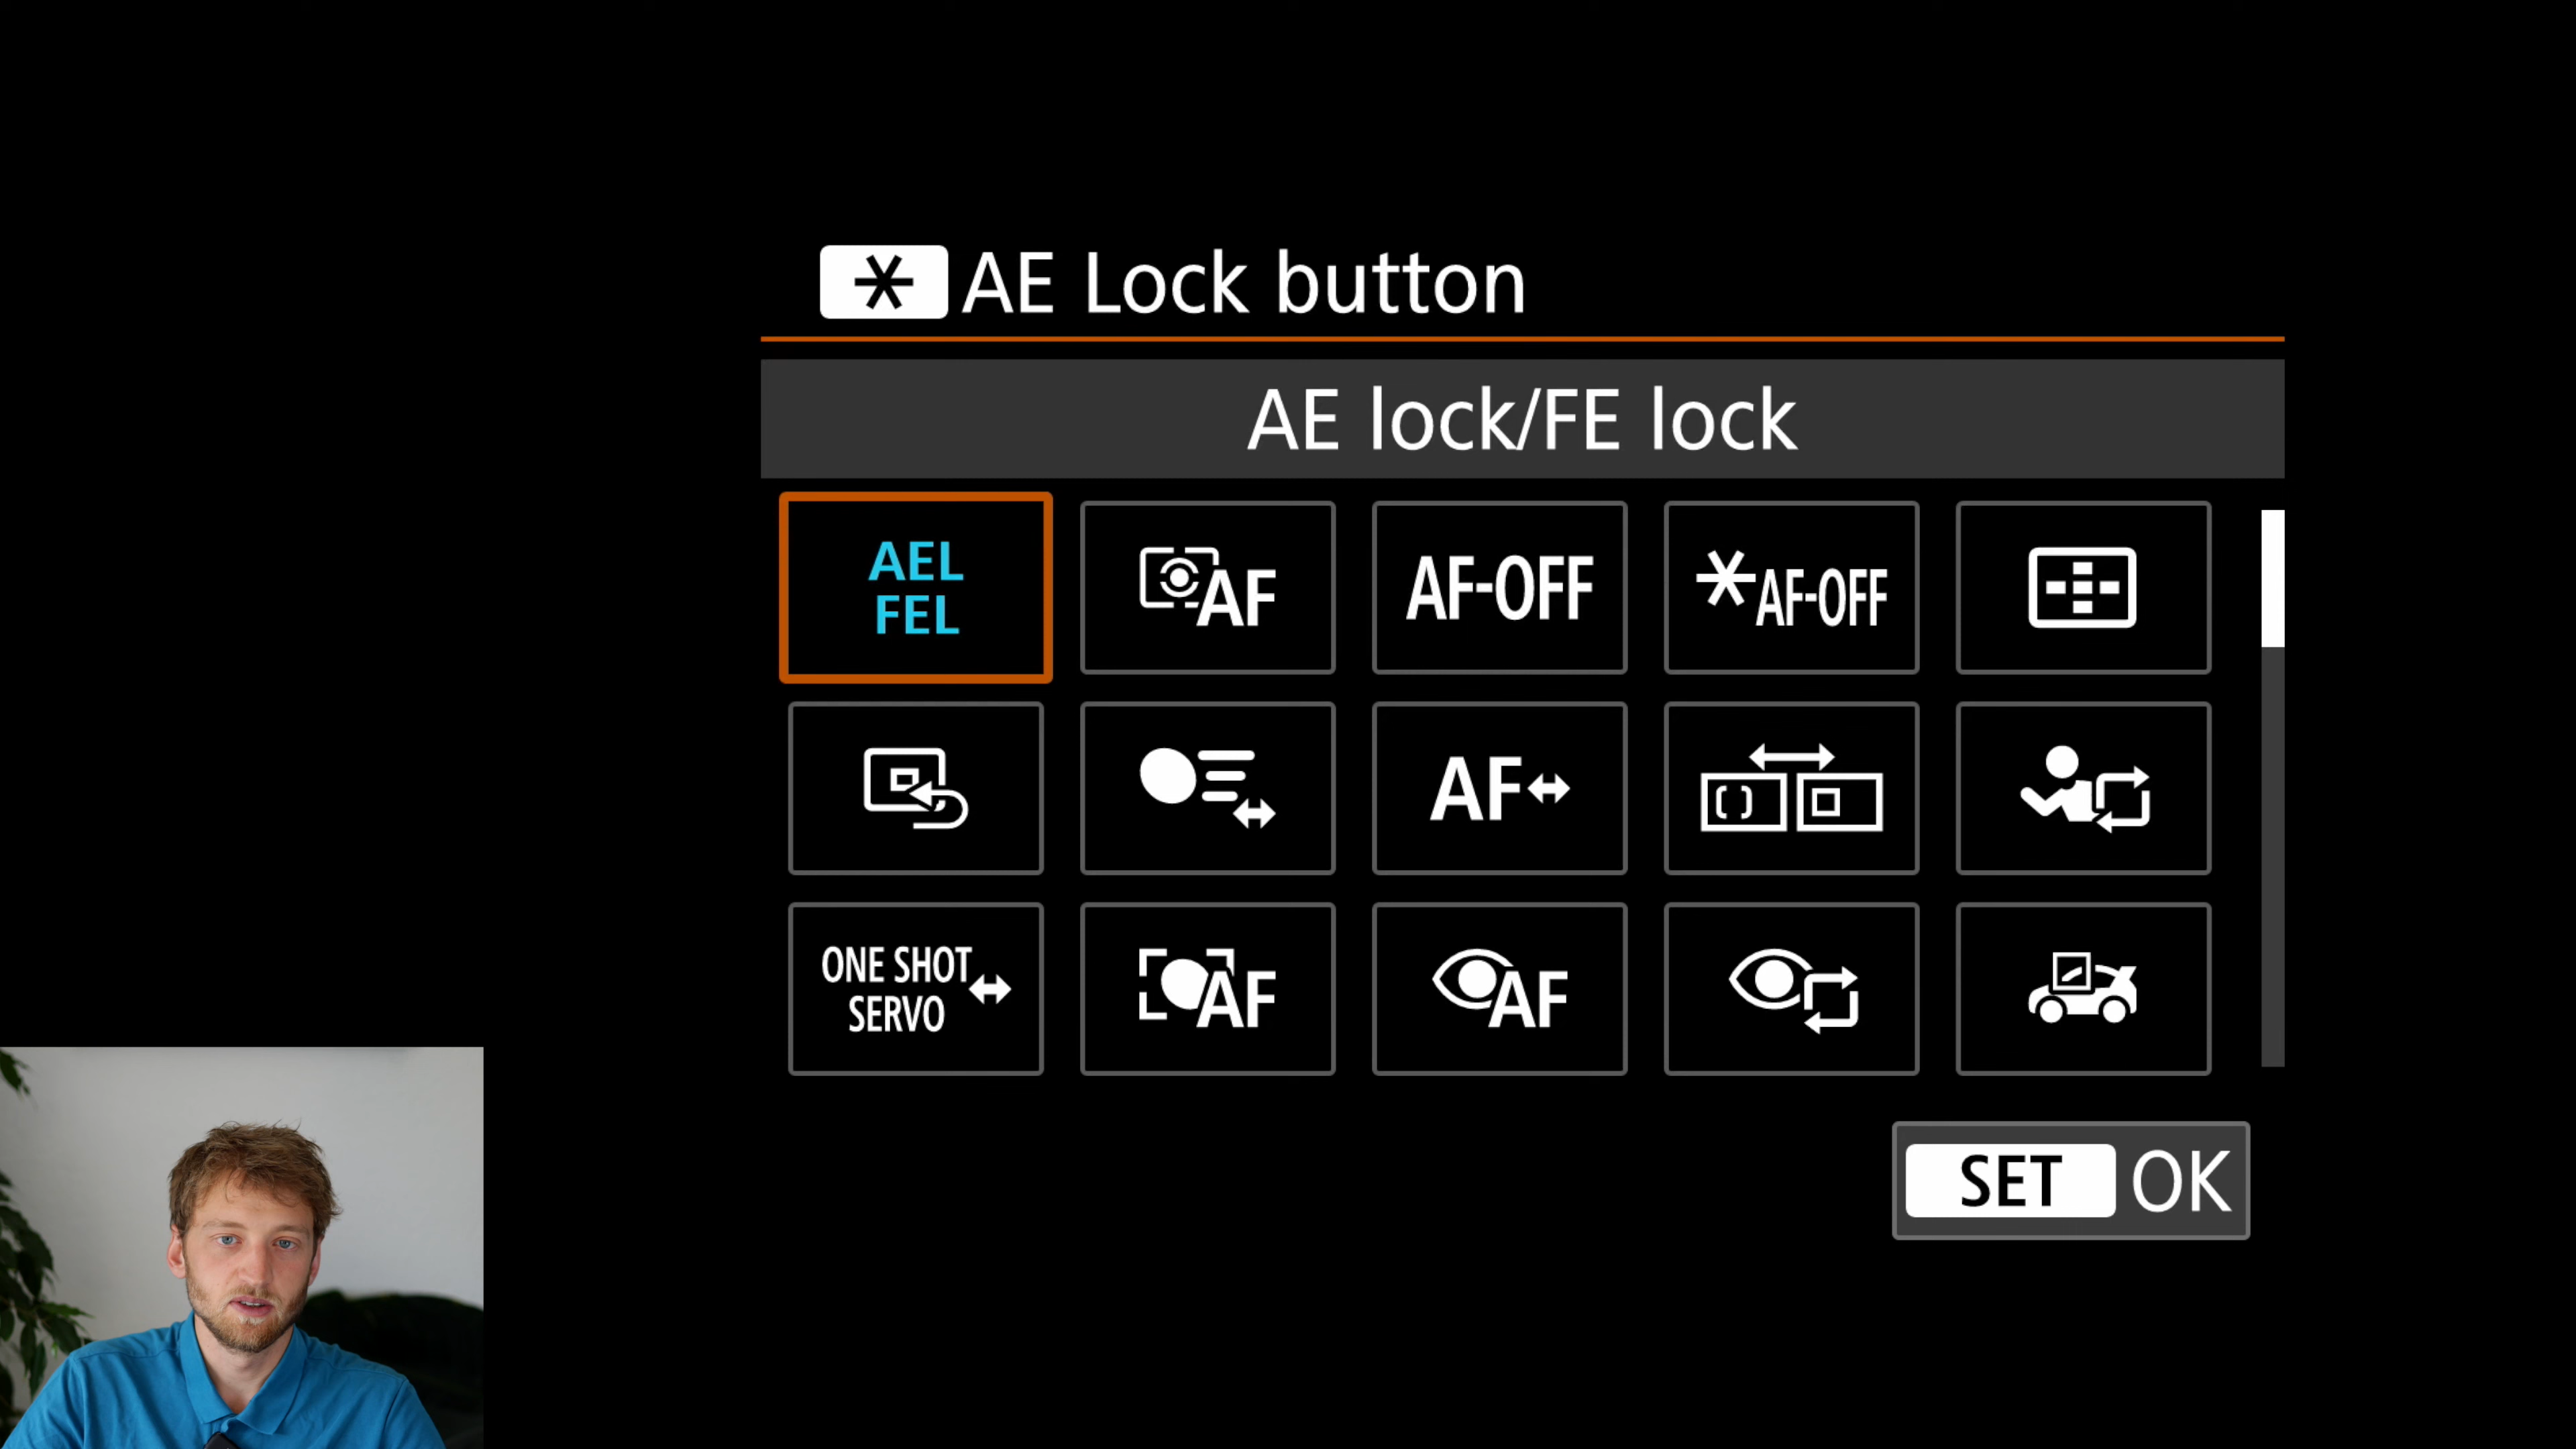 AE Lock button
AE lock/FE lock
AEL
FEL
AF
AF-OFF
AF-OFF
AF
ONE SHOT
SERVO
AF
AF
SET OK